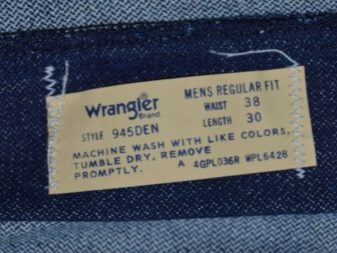 Wrangler
Brand
MENS REGULAR FIT
WAIST 38
LENGTH 30
STYLE 945DEN
MACHINE WASH WITH LIKE COLORS,
TUMBLE DRY, REMOVE
PROMPTLY. A 4GPL036R WPL6428